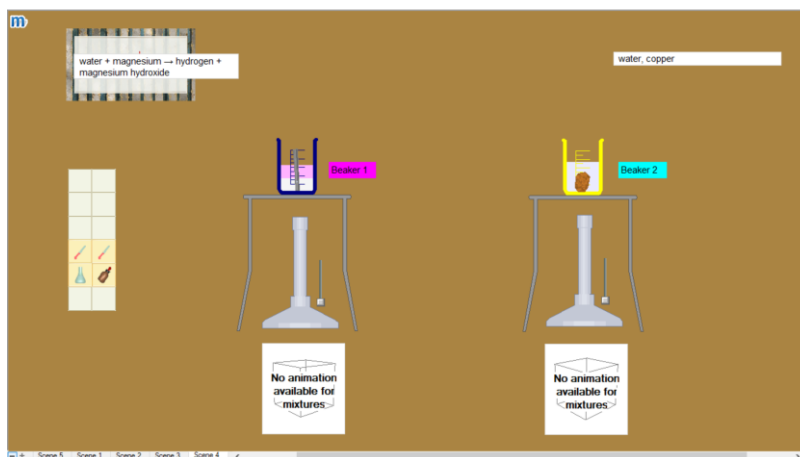 m
water + magnesium → hydrogen +
magnesium hydroxide
water, copper
Beaker 1
Beaker 2
No animation
available for
mixtures
No animation
available for
mixtures
Scene 5 Scene 1 Scene 2 Scene 3 Scene 4